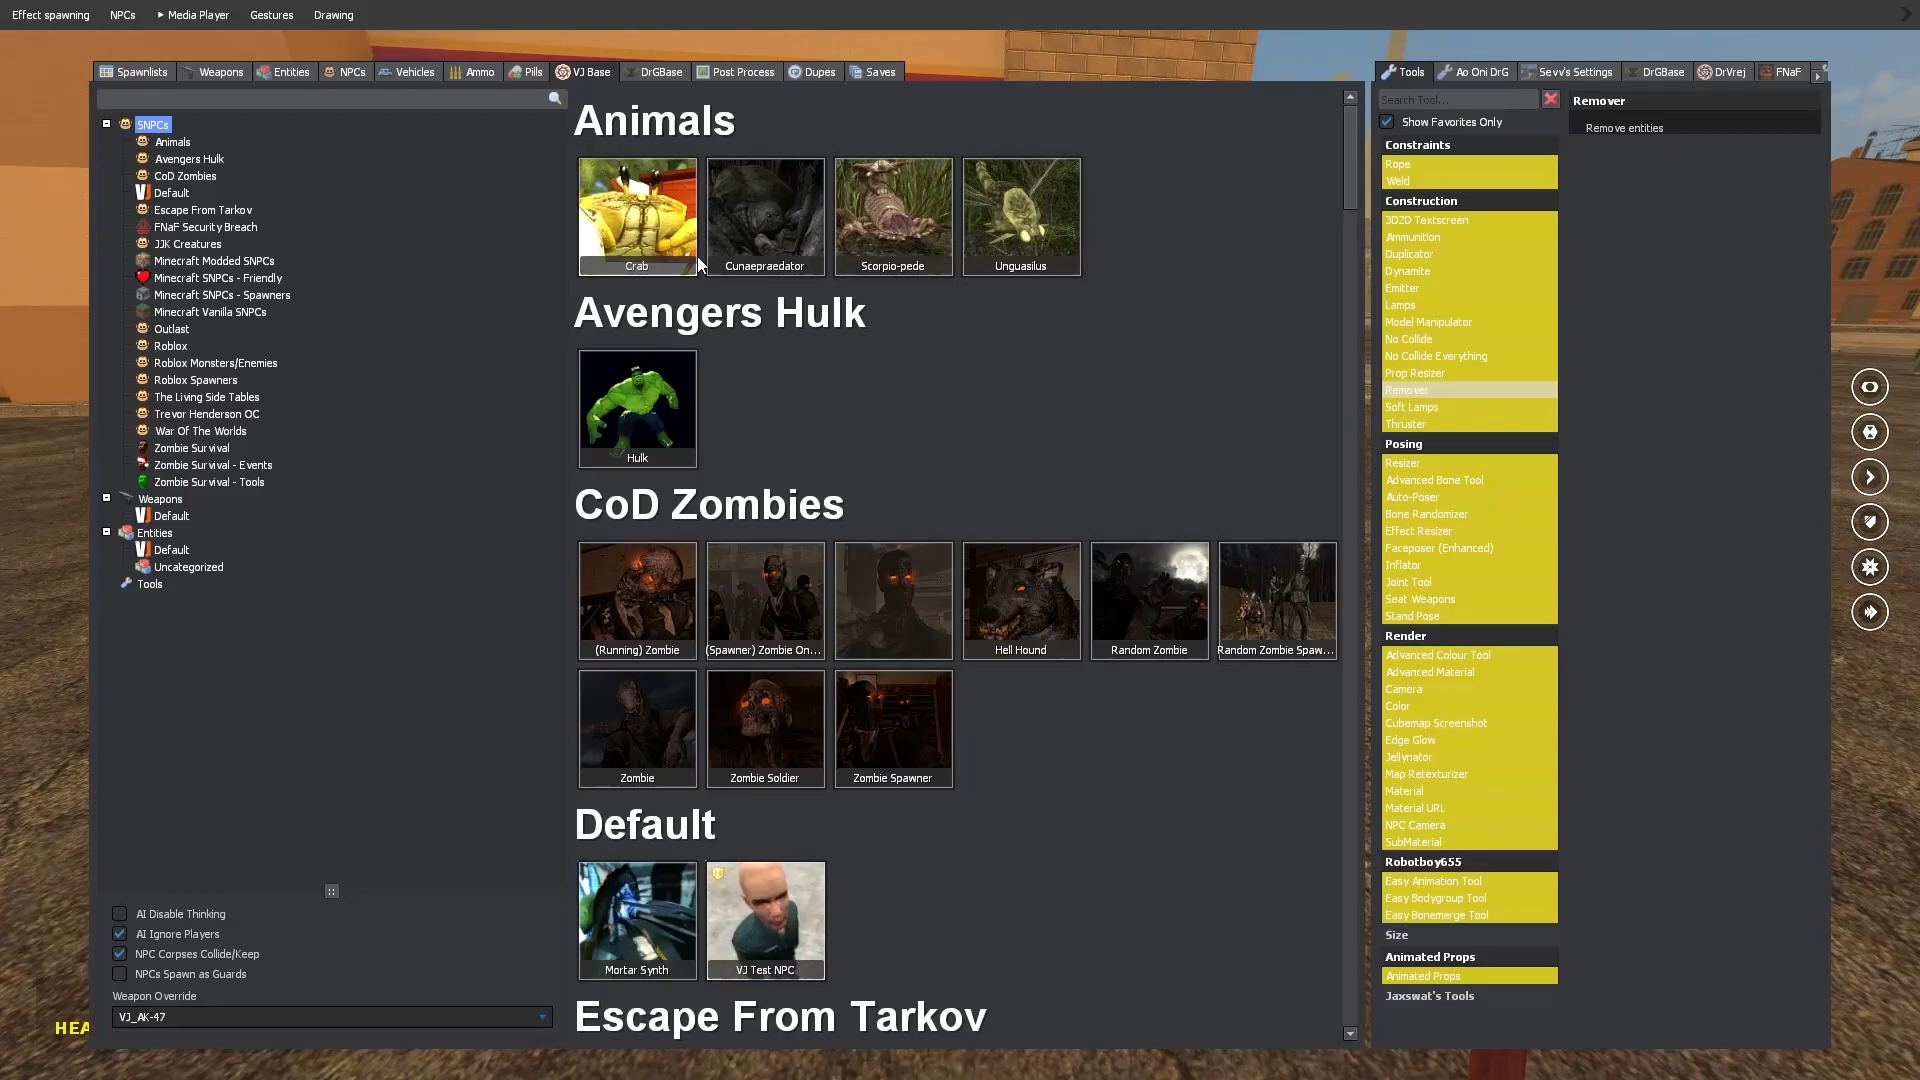 Effect spawning NPCs Media Player Gestures Drawing
Spawnlists Weapons Entities NPCs Vehicles Ammo Pills VJ Base DrGBase Post Process Dupes Saves
SNPCs
Animals
Avengers Hulk
CoD Zombies
Default
Escape From Tarkov
FNaF Security Breach
JJK Creatures
Minecraft Modded SNPCs
Minecraft SNPCs - Friendly
Minecraft SNPCs - Spawners
Minecraft Vanilla SNPCs
Outlast
Roblox
Roblox Monsters/Enemies
Roblox Spawners
The Living Side Tables
Trevor Henderson OC
War Of The Worlds
Zombie Survival
Zombie Survival - Events
Zombie Survival - Tools
Weapons
Default
Entities
Default
Uncategorized
Tools
AI Disable Thinking
AI Ignore Players
NPC Corpses Collide/Keep
NPCs Spawn as Guards
Weapon Override
VJ_AK-47
HEA
Animals
Crab Cunaepraedator Scorpio-pede Unguasilus
Avengers Hulk
Hulk
CoD Zombies
(Running) Zombie (Spawner) Zombie On... Hell Hound Random Zombie Random Zombie Spaw...
Zombie Zombie Soldier Zombie Spawner
Default
Mortar Synth VJ Test NPC
Escape From Tarkov
Tools Ao Oni DrG Sevv's Settings DrGBase DrVrej FNaF
Search Tool...
Show Favorites Only
Constraints
Rope
Weld
Construction
3D2D Textscreen
Ammunition
Duplicator
Dynamite
Emitter
Lamps
Model Manipulator
No Collide
No Collide Everything
Prop Resizer
Remover
Soft Lamps
Thruster
Posing
Resizer
Advanced Bone Tool
Auto-Poser
Bone Randomizer
Effect Resizer
Faceposer (Enhanced)
Inflator
Joint Tool
Seat Weapons
Stand Pose
Render
Advanced Colour Tool
Advanced Material
Camera
Color
Cubemap Screenshot
Edge Glow
Jellynator
Map Retexturizer
Material
Material URL
NPC Camera
SubMaterial
Robotboy655
Easy Animation Tool
Easy Bodygroup Tool
Easy Bonemerge Tool
Size
Animated Props
Animated Props
Jaxswat's Tools
Remover
Remove entities